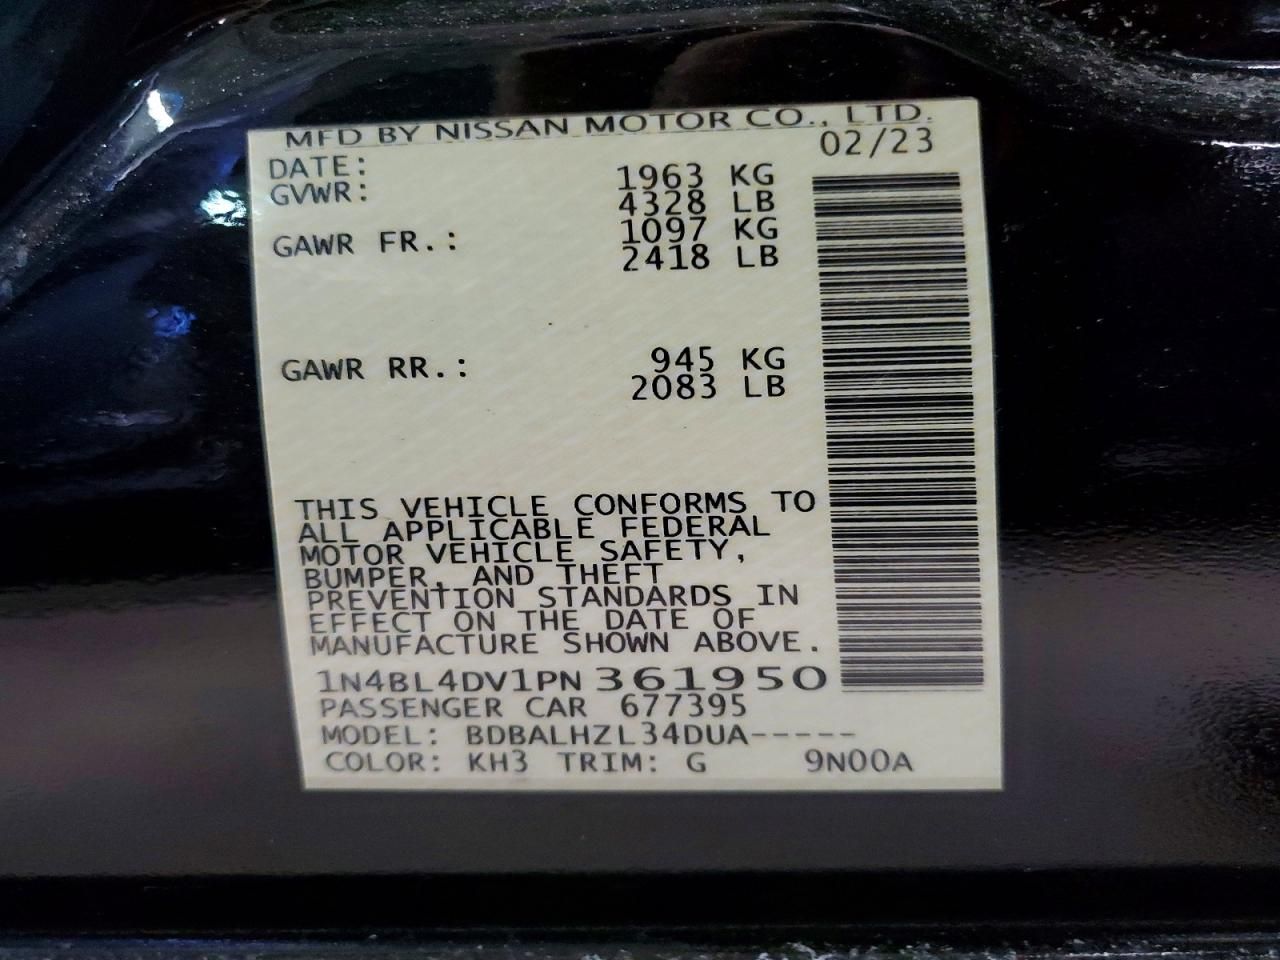 MFD BY NISSAN MOTOR CO., LTD.
DATE: 02/23
GVWR: 1963 KG
4328 LB
GAWR FR.: 1097 KG
2418 LB
GAWR RR.: 945 KG
2083 LB
THIS VEHICLE CONFORMS TO
ALL APPLICABLE FEDERAL
MOTOR VEHICLE SAFETY,
BUMPER, AND THEFT
PREVENTION STANDARDS IN
EFFECT ON THE DATE OF
MANUFACTURE SHOWN ABOVE.
1N4BL4DV1PN361950
PASSENGER CAR 677395
MODEL: BDBALHZL34DUA-----
COLOR: KH3 TRIM: G 9N00A